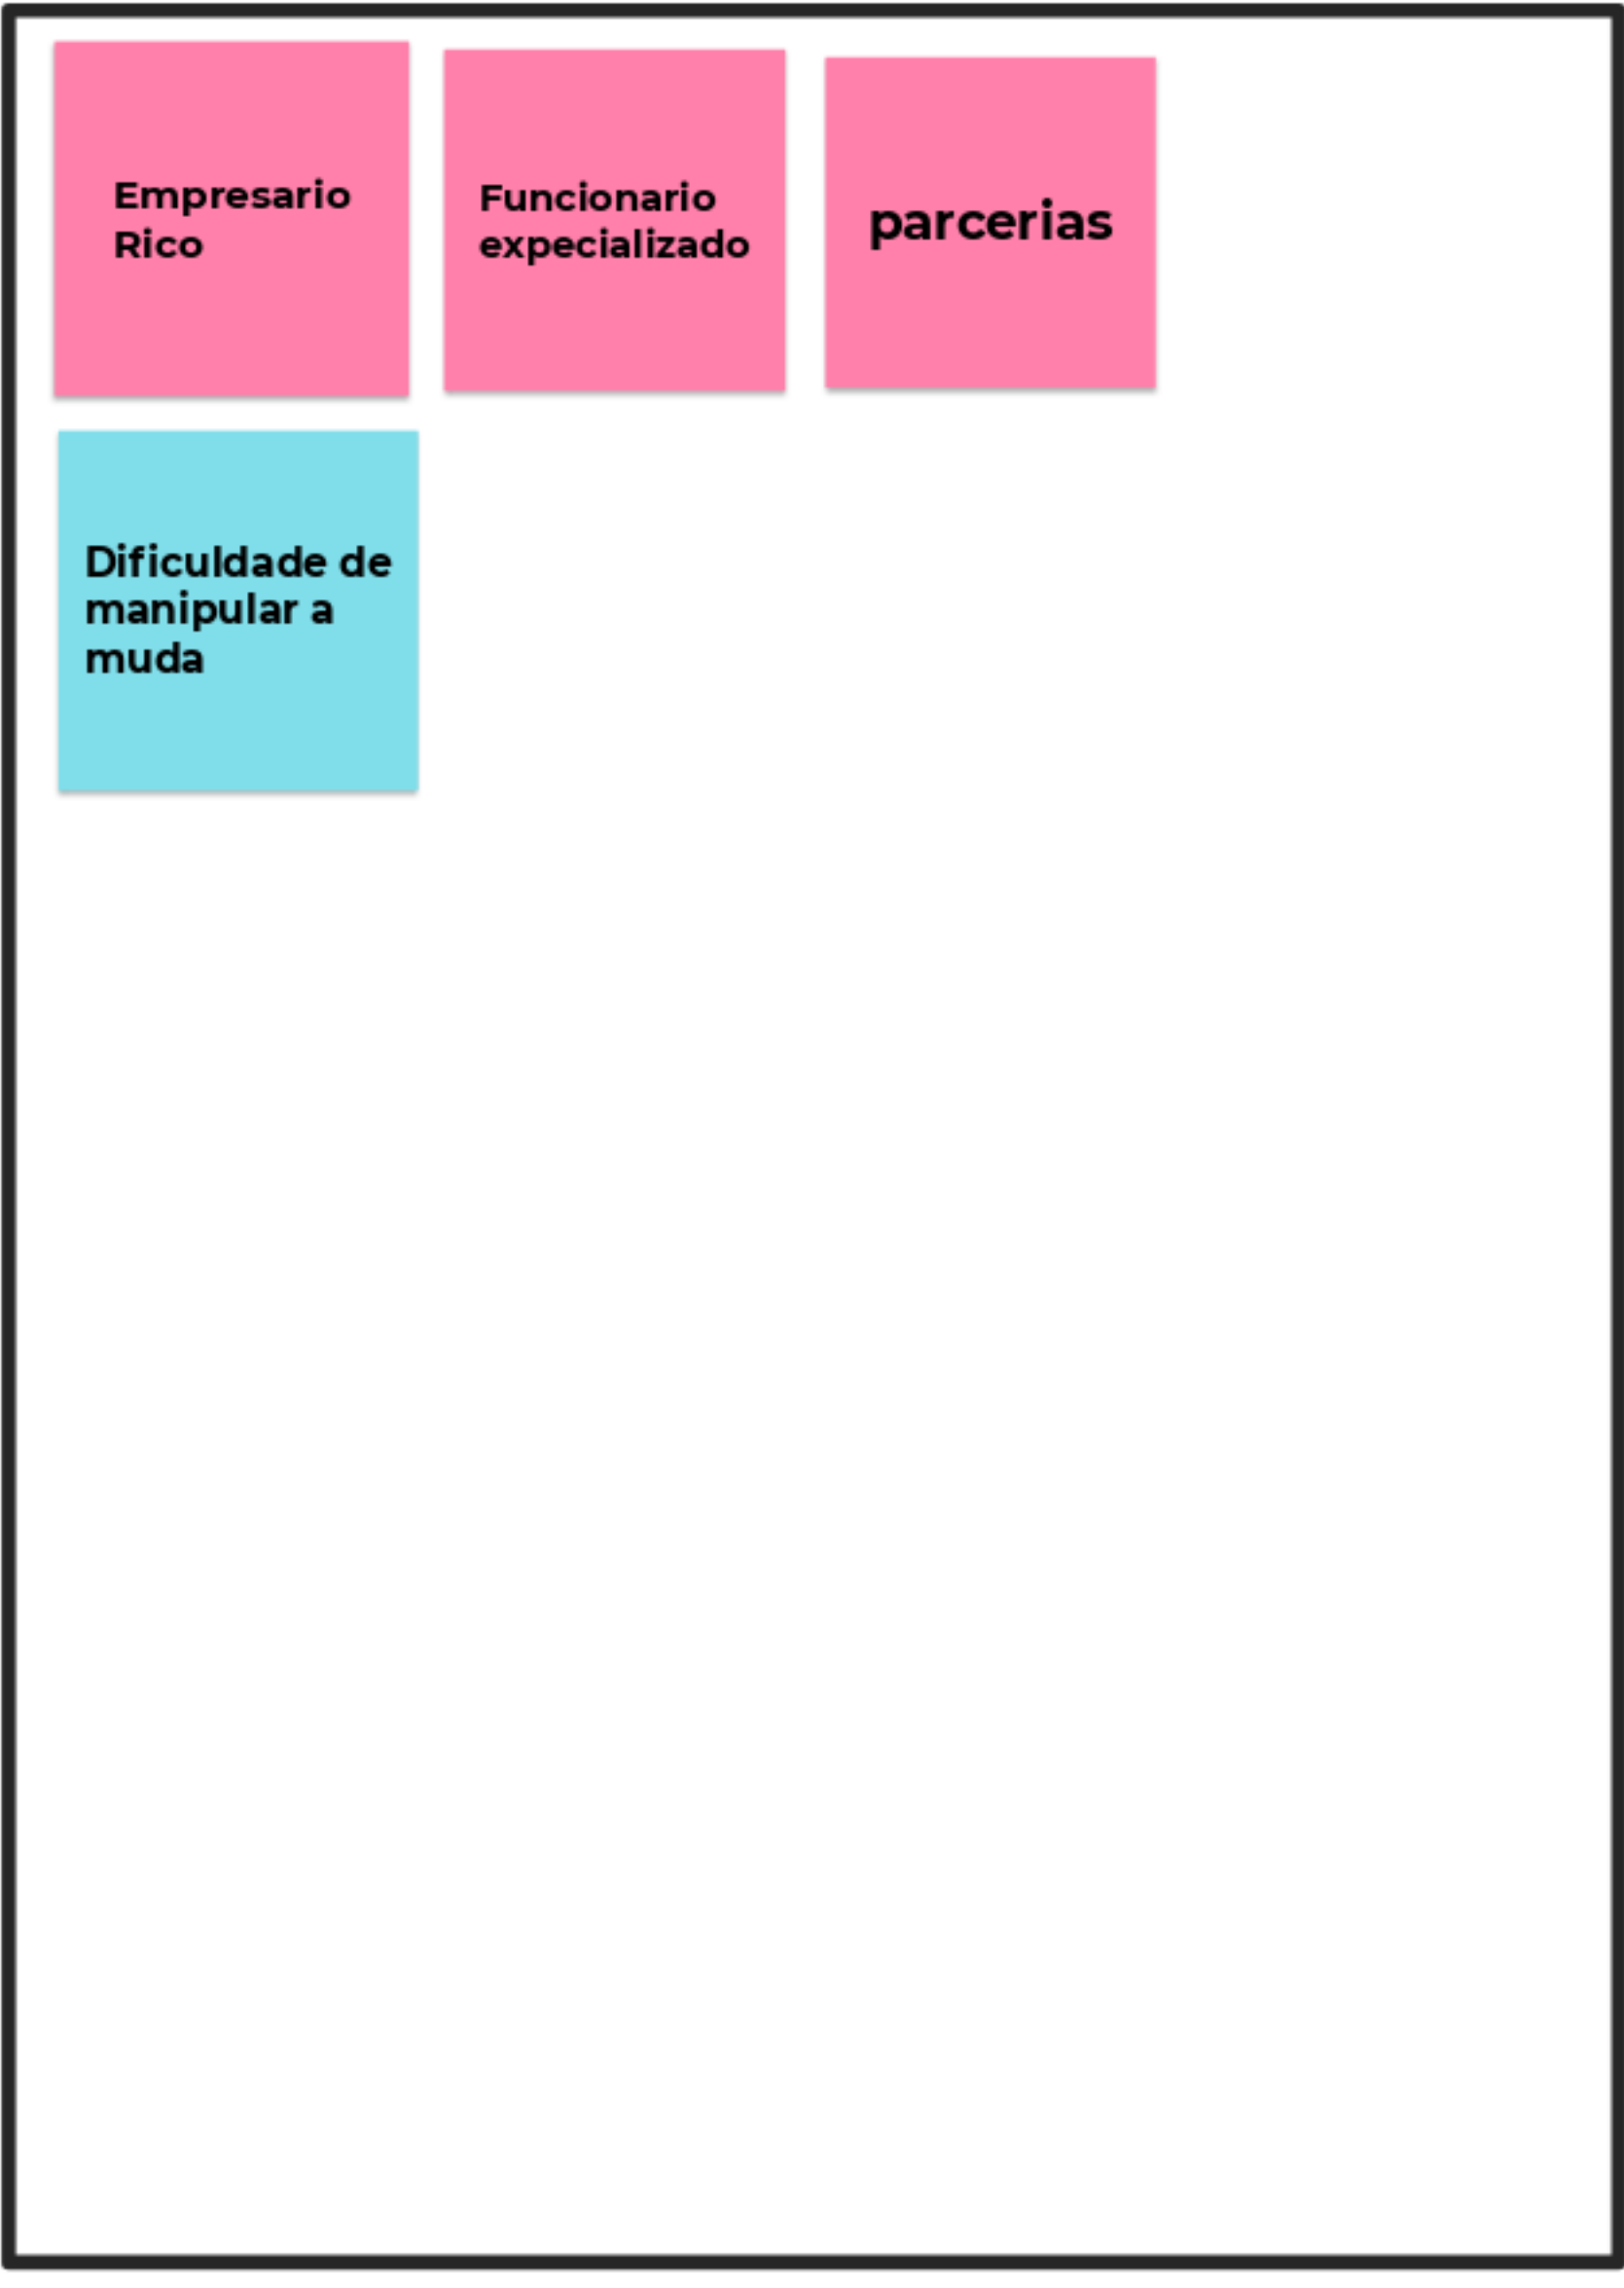 Empresario
Rico
Funcionario
expecializado
parcerias
Dificuldade de
manipular a
muda